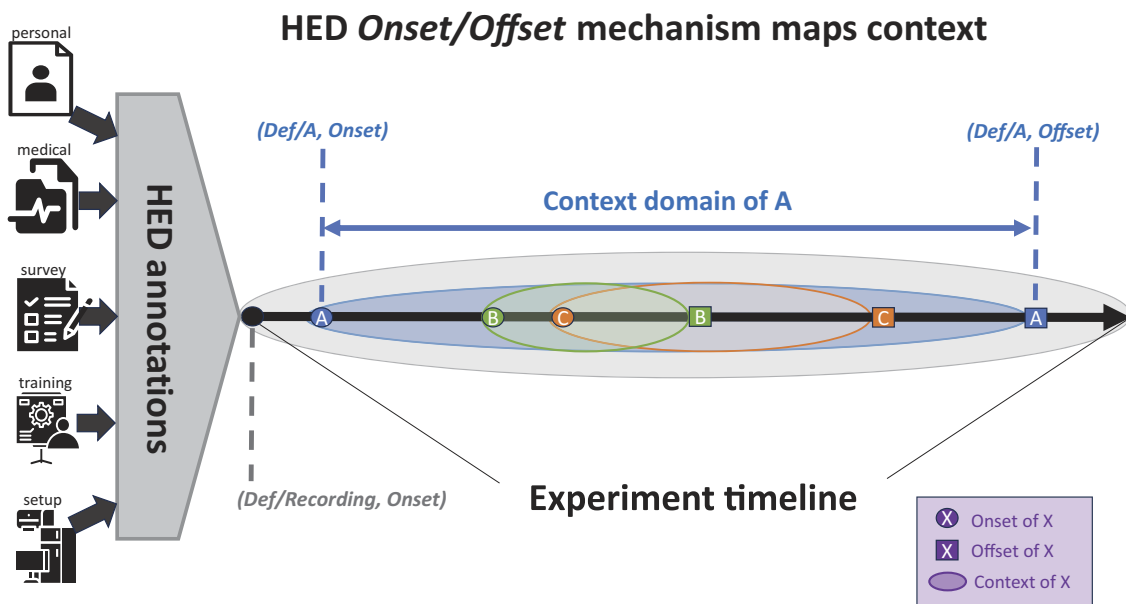 HED Onset/Offset mechanism maps context
personal
medical
survey
training
setup
HED annotations
(Def/A, Onset)
(Def/A, Offset)
Context domain of A
A
B
C
B
C
A
(Def/Recording, Onset)
Experiment timeline
X Onset of X
X Offset of X
Context of X